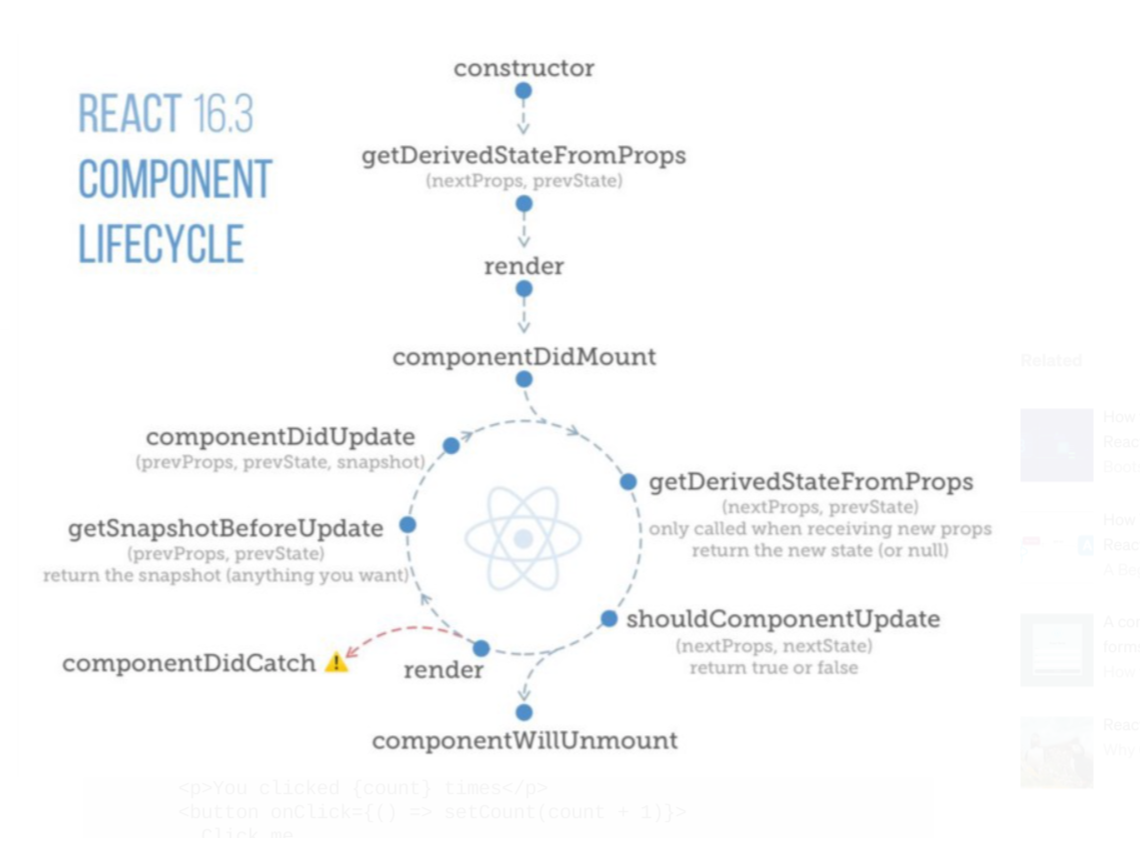 constructor
REACT 16.3
COMPONENT
LIFECYCLE
getDerivedStateFromProps
(nextProps, prevState)
render
componentDidMount
componentDidUpdate
(prevProps, prevState, snapshot)
getDerivedStateFromProps
(nextProps, prevState)
only called when receiving new props
return the new state (or null)
getSnapshotBeforeUpdate
(prevProps, prevState)
return the snapshot (anything you want)
shouldComponentUpdate
(nextProps, nextState)
return true or false
componentDidCatch
render
componentWillUnmount
Related
How
Reac
How
Reac
A co
forms
How
Reac
Why
<p>You clicked {count} times</p>
<button onClick={() => setCount(count + 1)}>
Click me